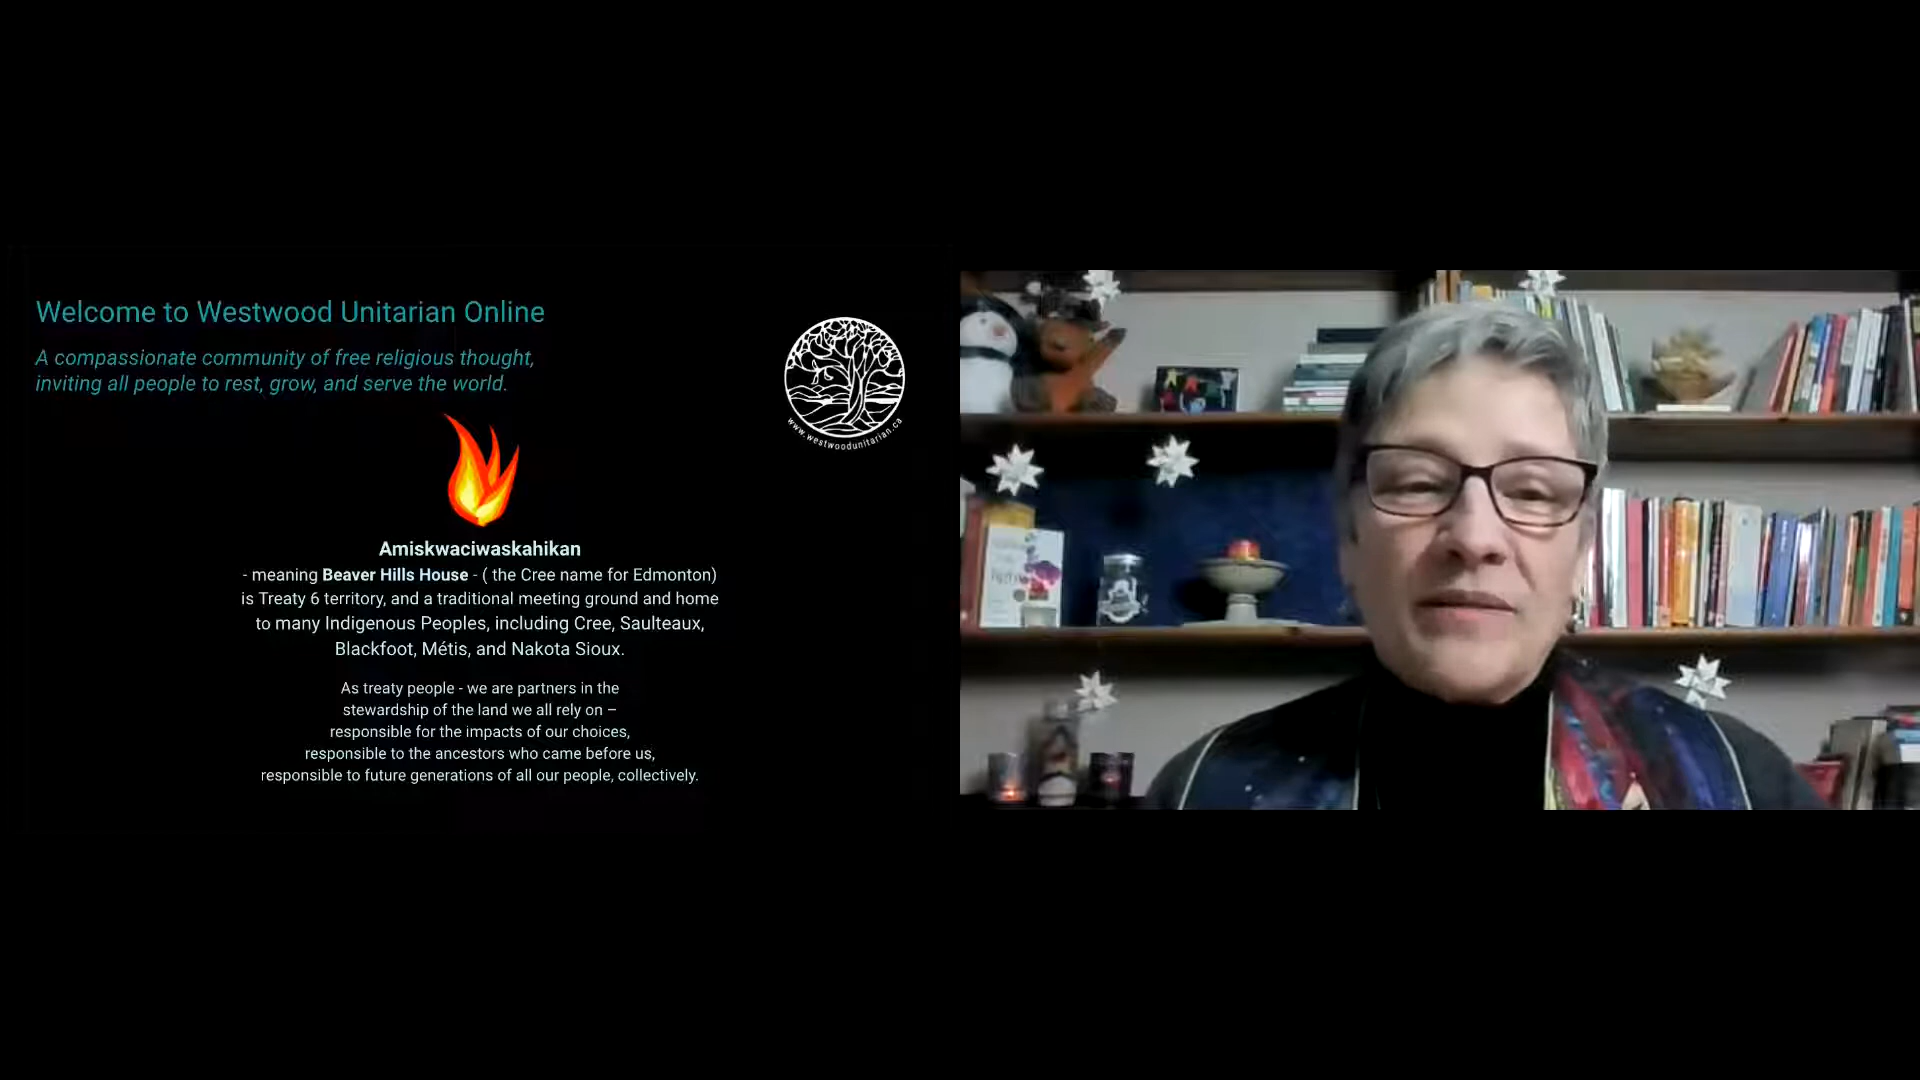 Welcome to Westwood Unitarian Online
A compassionate community of free religious thought,
inviting all people to rest, grow, and serve the world.
www.westwoodunitarian.ca
Amiskwaciwaskahikan
- meaning Beaver Hills House - ( the Cree name for Edmonton)
is Treaty 6 territory, and a traditional meeting ground and home
to many Indigenous Peoples, including Cree, Saulteaux,
Blackfoot, Métis, and Nakota Sioux.
As treaty people - we are partners in the
stewardship of the land we all rely on –
responsible for the impacts of our choices,
responsible to the ancestors who came before us,
responsible to future generations of all our people, collectively.